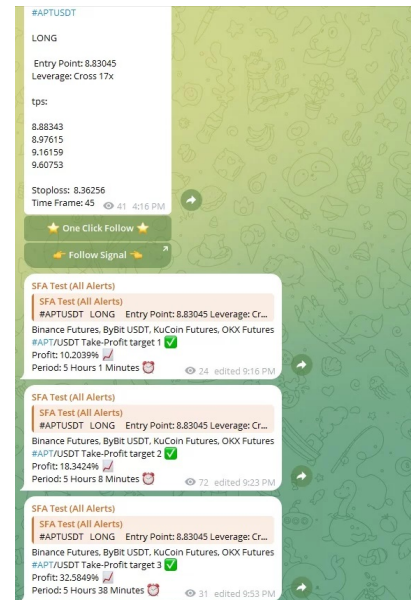 #APTUSDT
LONG
Entry Point: 8.83045
Leverage: Cross 17x
tps:
8.88343
8.97615
9.16159
9.60753
Stoploss: 8.36256
Time Frame: 45 41 4:16 PM
⭐ One Click Follow ⭐
👉 Follow Signal 👈
SFA Test (All Alerts)
SFA Test (All Alerts)
#APTUSDT LONG Entry Point: 8.83045 Leverage: Cr...
Binance Futures, ByBit USDT, KuCoin Futures, OKX Futures
#APT/USDT Take-Profit target 1 ✅
Profit: 10.2039% 📈
Period: 5 Hours 1 Minutes ⏰ 24 edited 9:16 PM
SFA Test (All Alerts)
SFA Test (All Alerts)
#APTUSDT LONG Entry Point: 8.83045 Leverage: Cr...
Binance Futures, ByBit USDT, KuCoin Futures, OKX Futures
#APT/USDT Take-Profit target 2 ✅
Profit: 18.3424% 📈
Period: 5 Hours 8 Minutes ⏰ 72 edited 9:23 PM
SFA Test (All Alerts)
SFA Test (All Alerts)
#APTUSDT LONG Entry Point: 8.83045 Leverage: Cr...
Binance Futures, ByBit USDT, KuCoin Futures, OKX Futures
#APT/USDT Take-Profit target 3 ✅
Profit: 32.5849% 📈
Period: 5 Hours 38 Minutes ⏰ 31 edited 9:53 PM